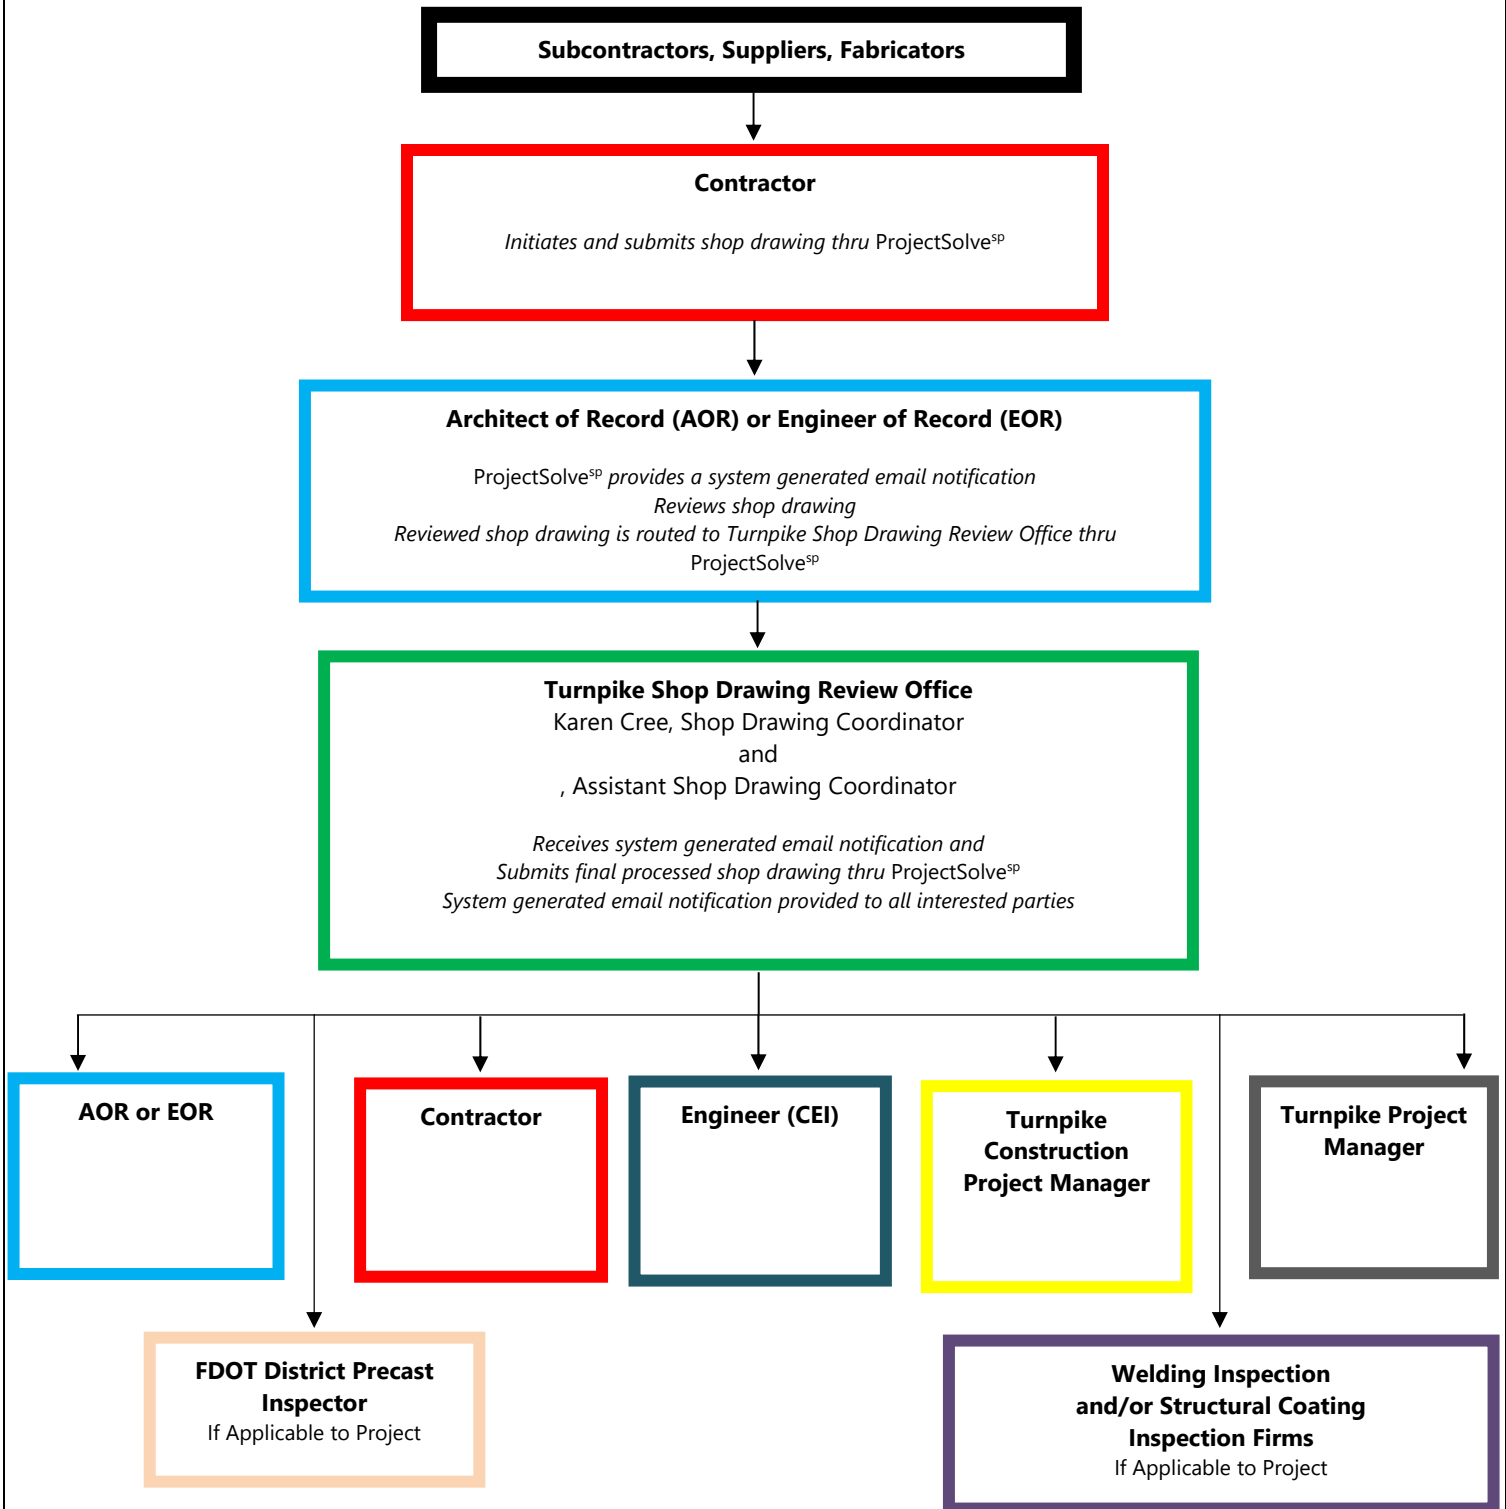 Subcontractors, Suppliers, Fabricators
Contractor
Initiates and submits shop drawing thru ProjectSolvesp
Architect of Record (AOR) or Engineer of Record (EOR)
ProjectSolvesp provides a system generated email notification
Reviews shop drawing
Reviewed shop drawing is routed to Turnpike Shop Drawing Review Office thru
ProjectSolvesp
Turnpike Shop Drawing Review Office
Karen Cree, Shop Drawing Coordinator
and
, Assistant Shop Drawing Coordinator
Receives system generated email notification and
Submits final processed shop drawing thru ProjectSolvesp
System generated email notification provided to all interested parties
AOR or EOR
Contractor
Engineer (CEI)
Turnpike
Construction
Project Manager
Turnpike Project
Manager
FDOT District Precast
Inspector
If Applicable to Project
Welding Inspection
and/or Structural Coating
Inspection Firms
If Applicable to Project